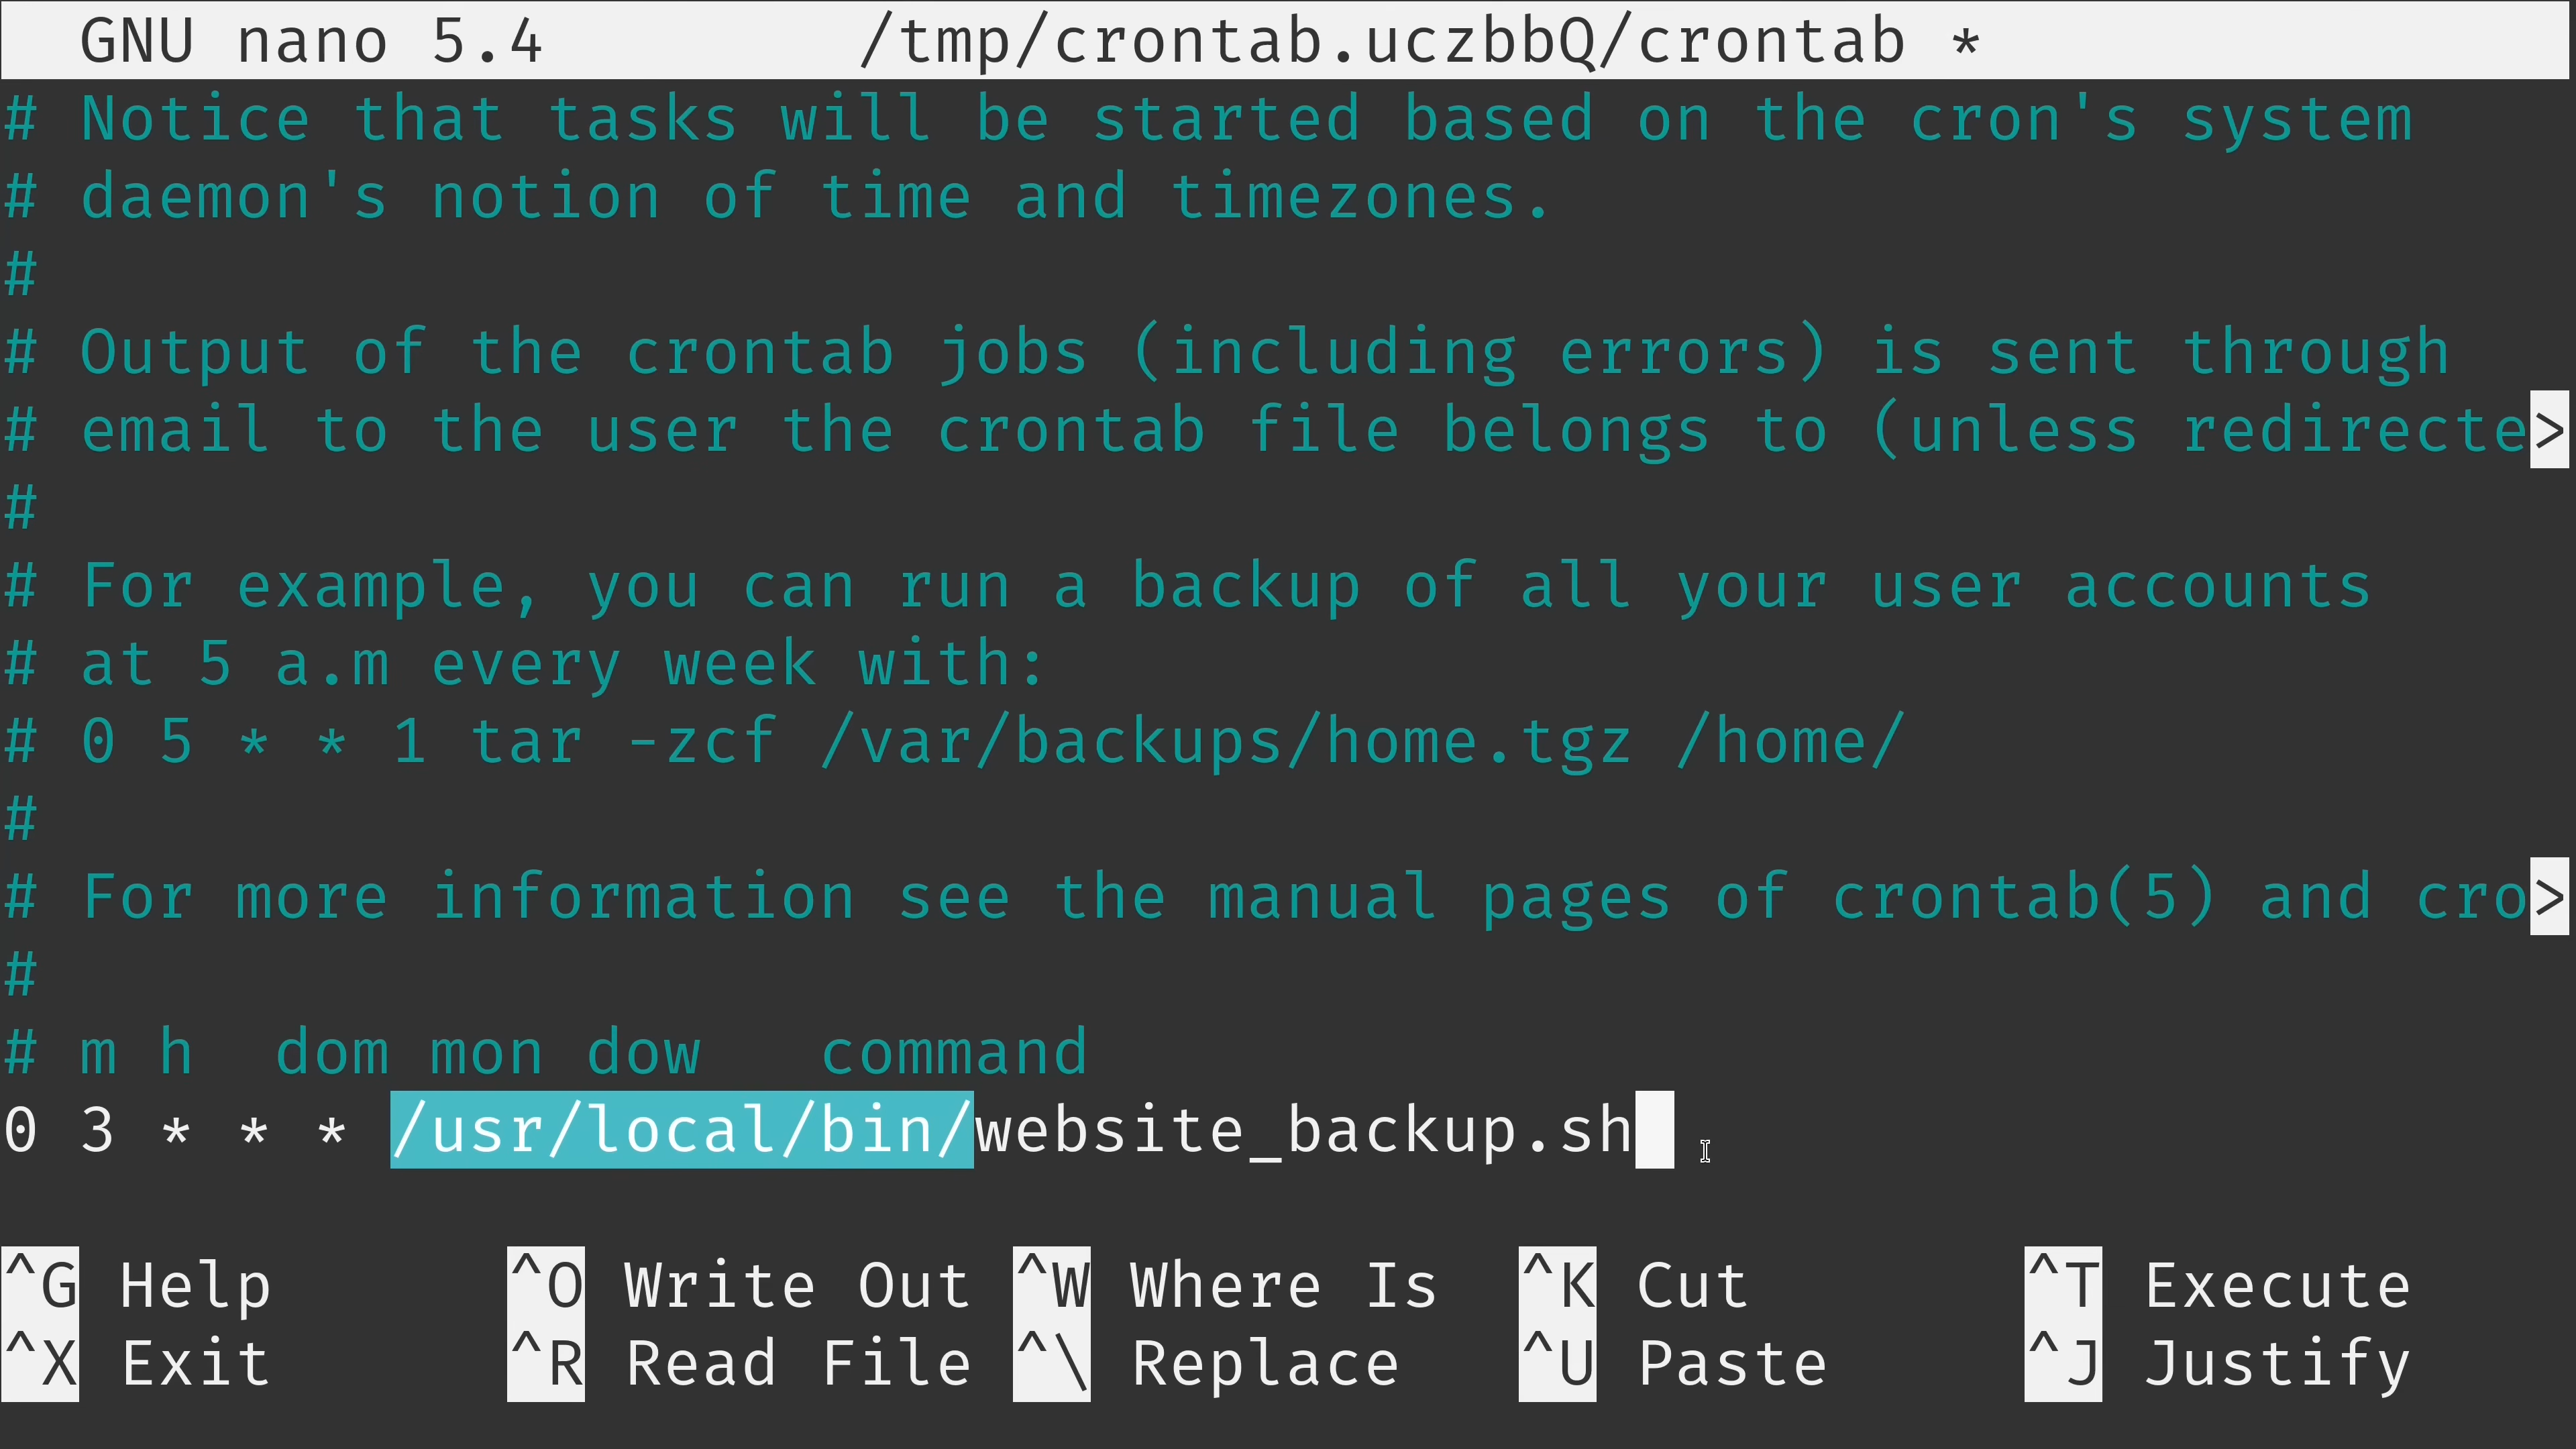 GNU nano 5.4 /tmp/crontab.uczbbQ/crontab *
# Notice that tasks will be started based on the cron's system
# daemon's notion of time and timezones.
#
# Output of the crontab jobs (including errors) is sent through
# email to the user the crontab file belongs to (unless redirecte>
#
# For example, you can run a backup of all your user accounts
# at 5 a.m every week with:
# 0 5 * * 1 tar -zcf /var/backups/home.tgz /home/
#
# For more information see the manual pages of crontab(5) and cro>
#
# m h  dom mon dow   command
0 3 * * * /usr/local/bin/website_backup.sh
^G Help ^O Write Out ^W Where Is ^K Cut ^T Execute
^X Exit ^R Read File ^\ Replace ^U Paste ^J Justify